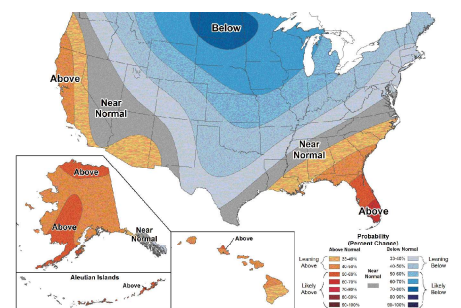 Below
Above
Near
Normal
Near
Normal
Above
Above
Above
Near
Normal
Above
Aleutian Islands
Above
Probability
(Percent Chance)
Above Normal
Below Normal
Leaning
Above
Likely
Above
Near
Normal
Leaning
Below
Likely
Below
33-40%
40-50%
50-60%
60-70%
70-80%
80-90%
90-100%
33-40%
40-50%
50-60%
60-70%
70-80%
80-90%
90-100%